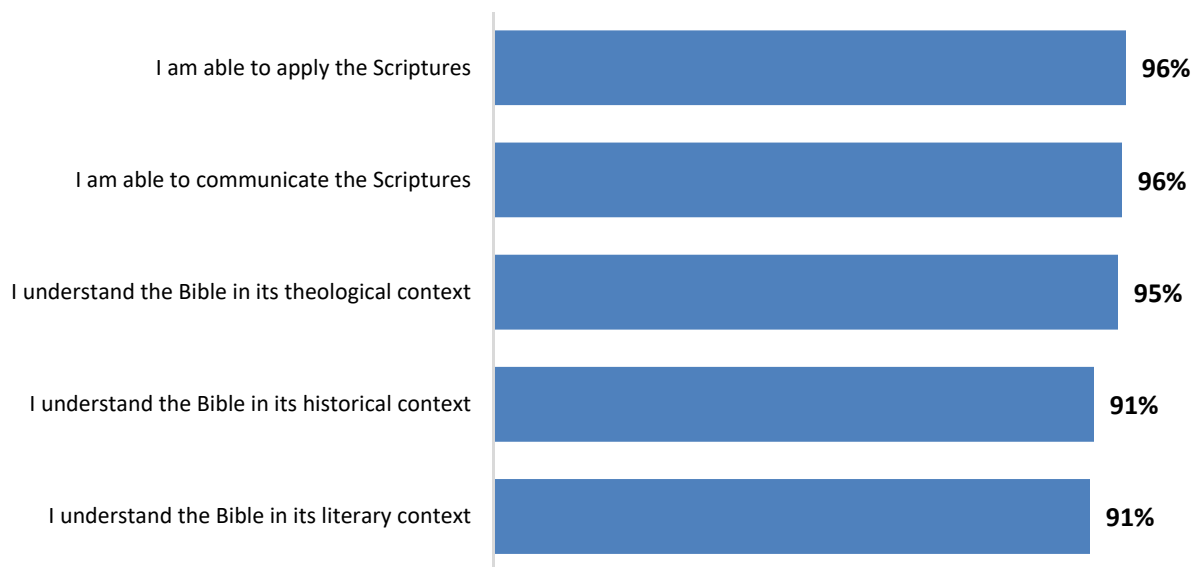 I am able to apply the Scriptures 96%
I am able to communicate the Scriptures 96%
I understand the Bible in its theological context 95%
I understand the Bible in its historical context 91%
I understand the Bible in its literary context 91%